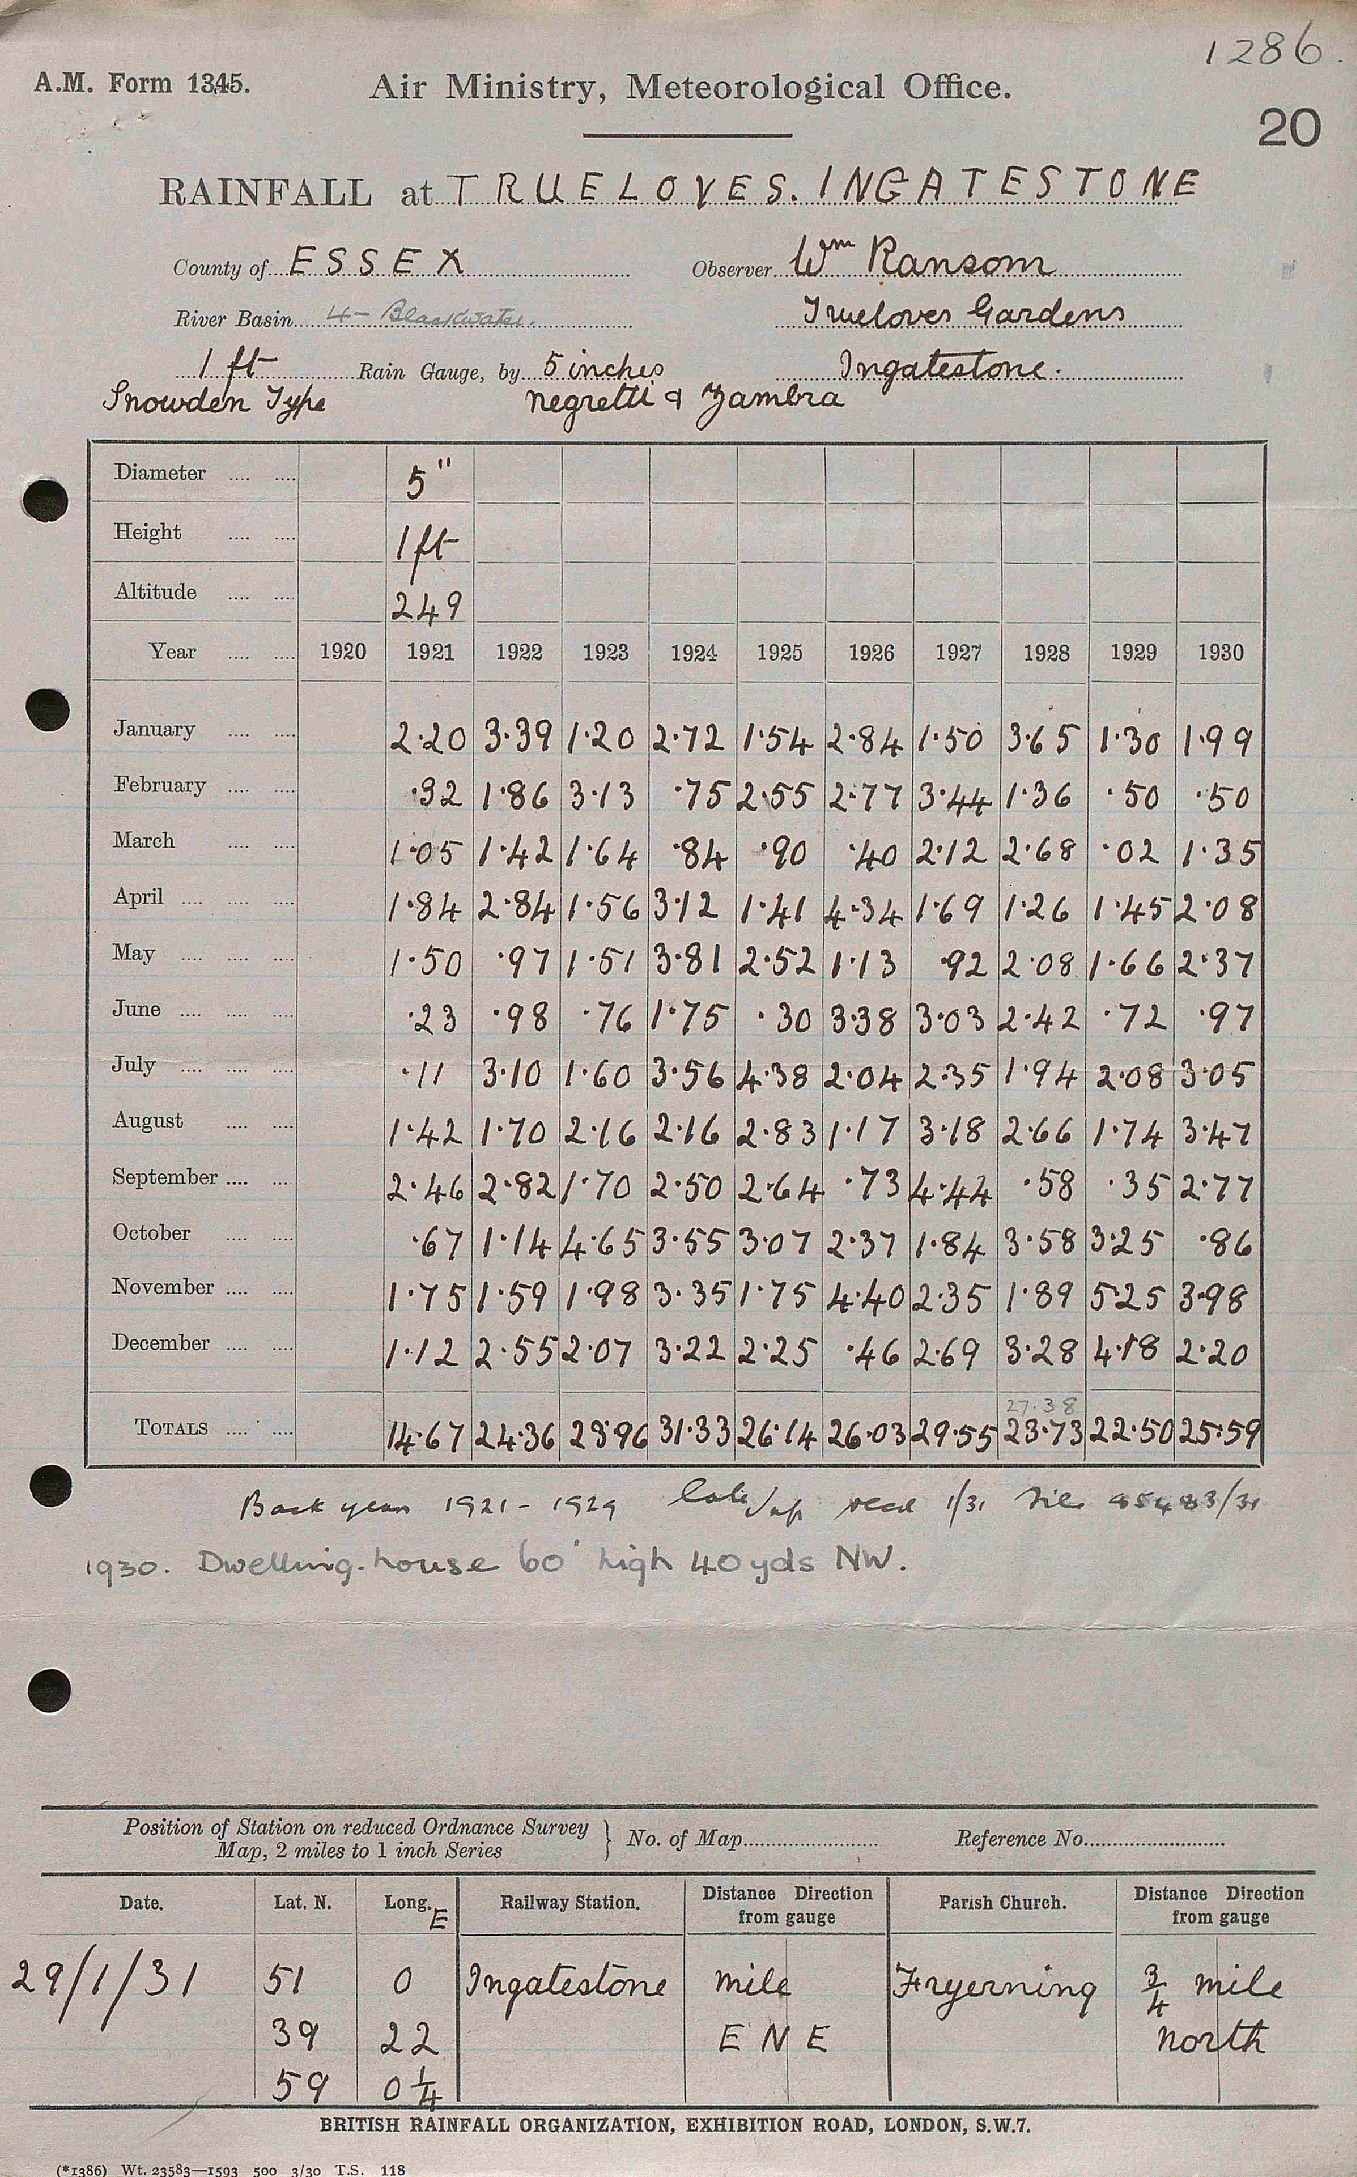 1286.
A.M. Form 1345. Air Ministry, Meteorological Office.
20
RAINFALL at TRUELOVES. INGATESTONE
County of ESSEX Observer Wm Ransom
River Basin 4- Blackwater. Trueloves Gardens
1 ft Rain Gauge, by 5 inches Ingatestone.
Snowden Type Negretti & Zambra
Diameter .... .... 5"
Height .... .... 1 ft
Altitude .... .... 249
Year .... .... 1920 1921 1922 1923 1924 1925 1926 1927 1928 1929 1930
January .... .... 2.20 3.39 1.20 2.72 1.54 2.84 1.50 3.65 1.30 1.99
February .... .... .32 1.86 3.13 .75 2.55 2.77 3.44 1.36 .50 .50
March .... .... 1.05 1.42 1.64 .84 .90 .40 2.12 2.68 .02 1.35
April .... .... .... 1.84 2.84 1.56 3.12 1.41 4.34 1.69 1.26 1.45 2.08
May .... .... .... 1.50 .97 1.51 3.81 2.52 1.13 .92 2.08 1.66 2.37
June .... .... .... .23 .98 .76 1.75 .30 3.38 3.03 2.42 .72 .97
July .... .... .... .11 3.10 1.60 3.56 4.38 2.04 2.35 1.94 2.08 3.05
August .... .... 1.42 1.70 2.16 2.16 2.83 1.17 3.18 2.66 1.74 3.47
September .... .... 2.46 2.82 1.70 2.50 2.64 .73 4.44 .58 .35 2.77
October .... .... .67 1.14 4.65 3.55 3.07 2.37 1.84 3.58 3.25 .86
November .... .... 1.75 1.59 1.98 3.35 1.75 4.40 2.35 1.89 5.25 3.98
December .... .... 1.12 2.55 2.07 3.22 2.25 .46 2.69 3.28 4.18 2.20
27.38
TOTALS .... .... 14.67 24.36 23.96 31.33 26.14 26.03 29.55 23.73 22.50 25.59
Back years 1921 - 1929 1/31
1930. Dwelling-house 60' high 40 yds NW.
Position of Station on reduced Ordnance Survey Map, 2 miles to 1 inch Series } No. of Map Reference No.
Date. Lat. N. Long. E Railway Station. Distance Direction from gauge Parish Church. Distance Direction from gauge
29/1/31 51 0 Ingatestone mile Fryerning 3/4 mile
39 22 E N E North
59 0 1/4
BRITISH RAINFALL ORGANIZATION, EXHIBITION ROAD, LONDON, S.W.7.
(*1386) Wt. 23583—1593 500 3/30 T.S. 118